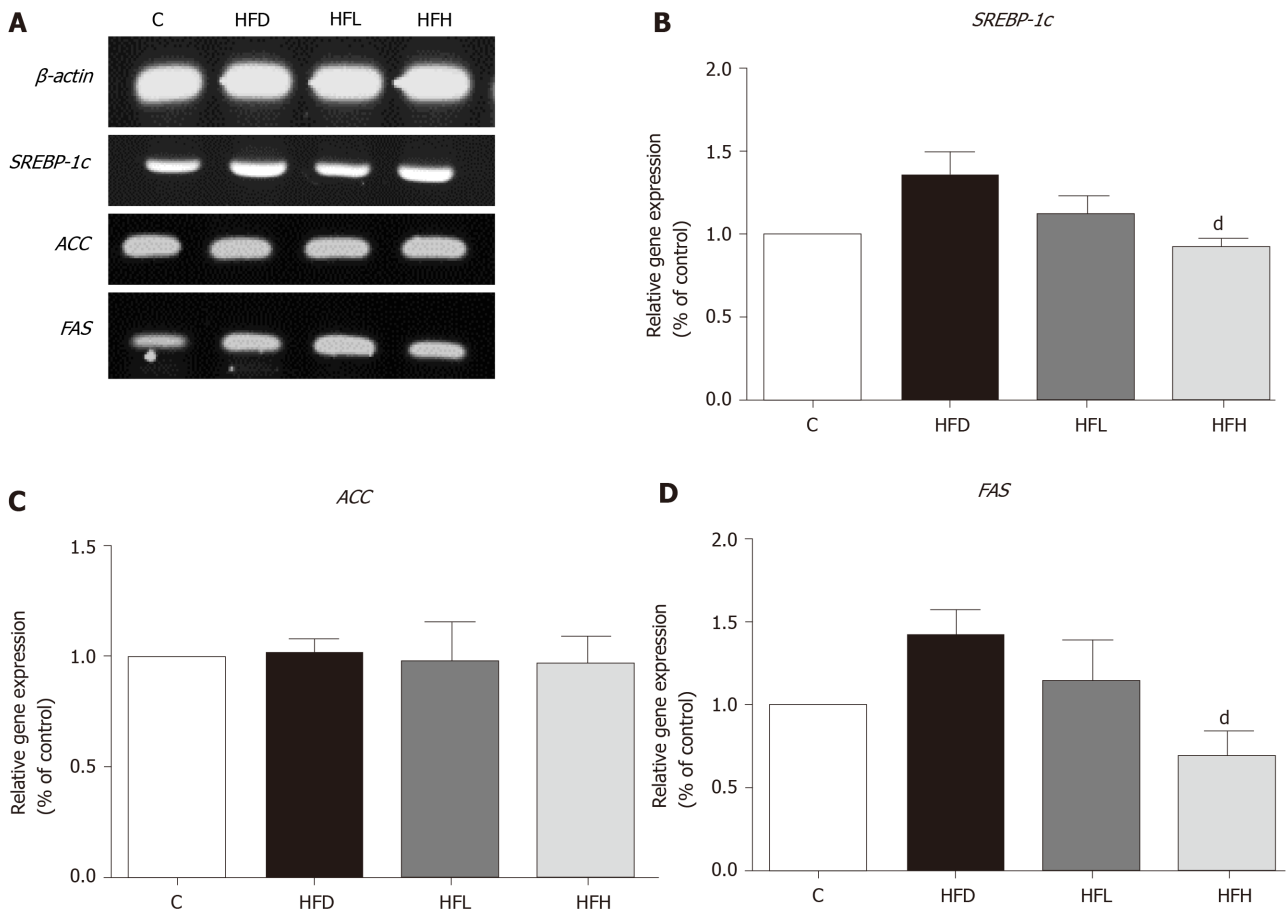 A
C HFD HFL HFH
β-actin
SREBP-1c
ACC
FAS
B
SREBP-1c
Relative gene expression
(% of control)
2.0
1.5
1.0
0.5
0.0
d
C HFD HFL HFH
C
ACC
Relative gene expression
(% of control)
1.5
1.0
0.5
0.0
C HFD HFL HFH
D
FAS
Relative gene expression
(% of control)
2.0
1.5
1.0
0.5
0.0
d
C HFD HFL HFH